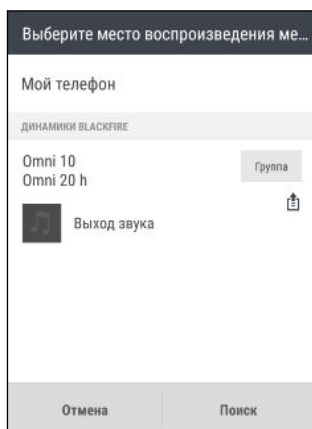 Выберите место воспроизведения ме...
Мой телефон
ДИНАМИКИ BLACKFIRE
Omni 10
Omni 20 h
Группа
Выход звука
Отмена
Поиск